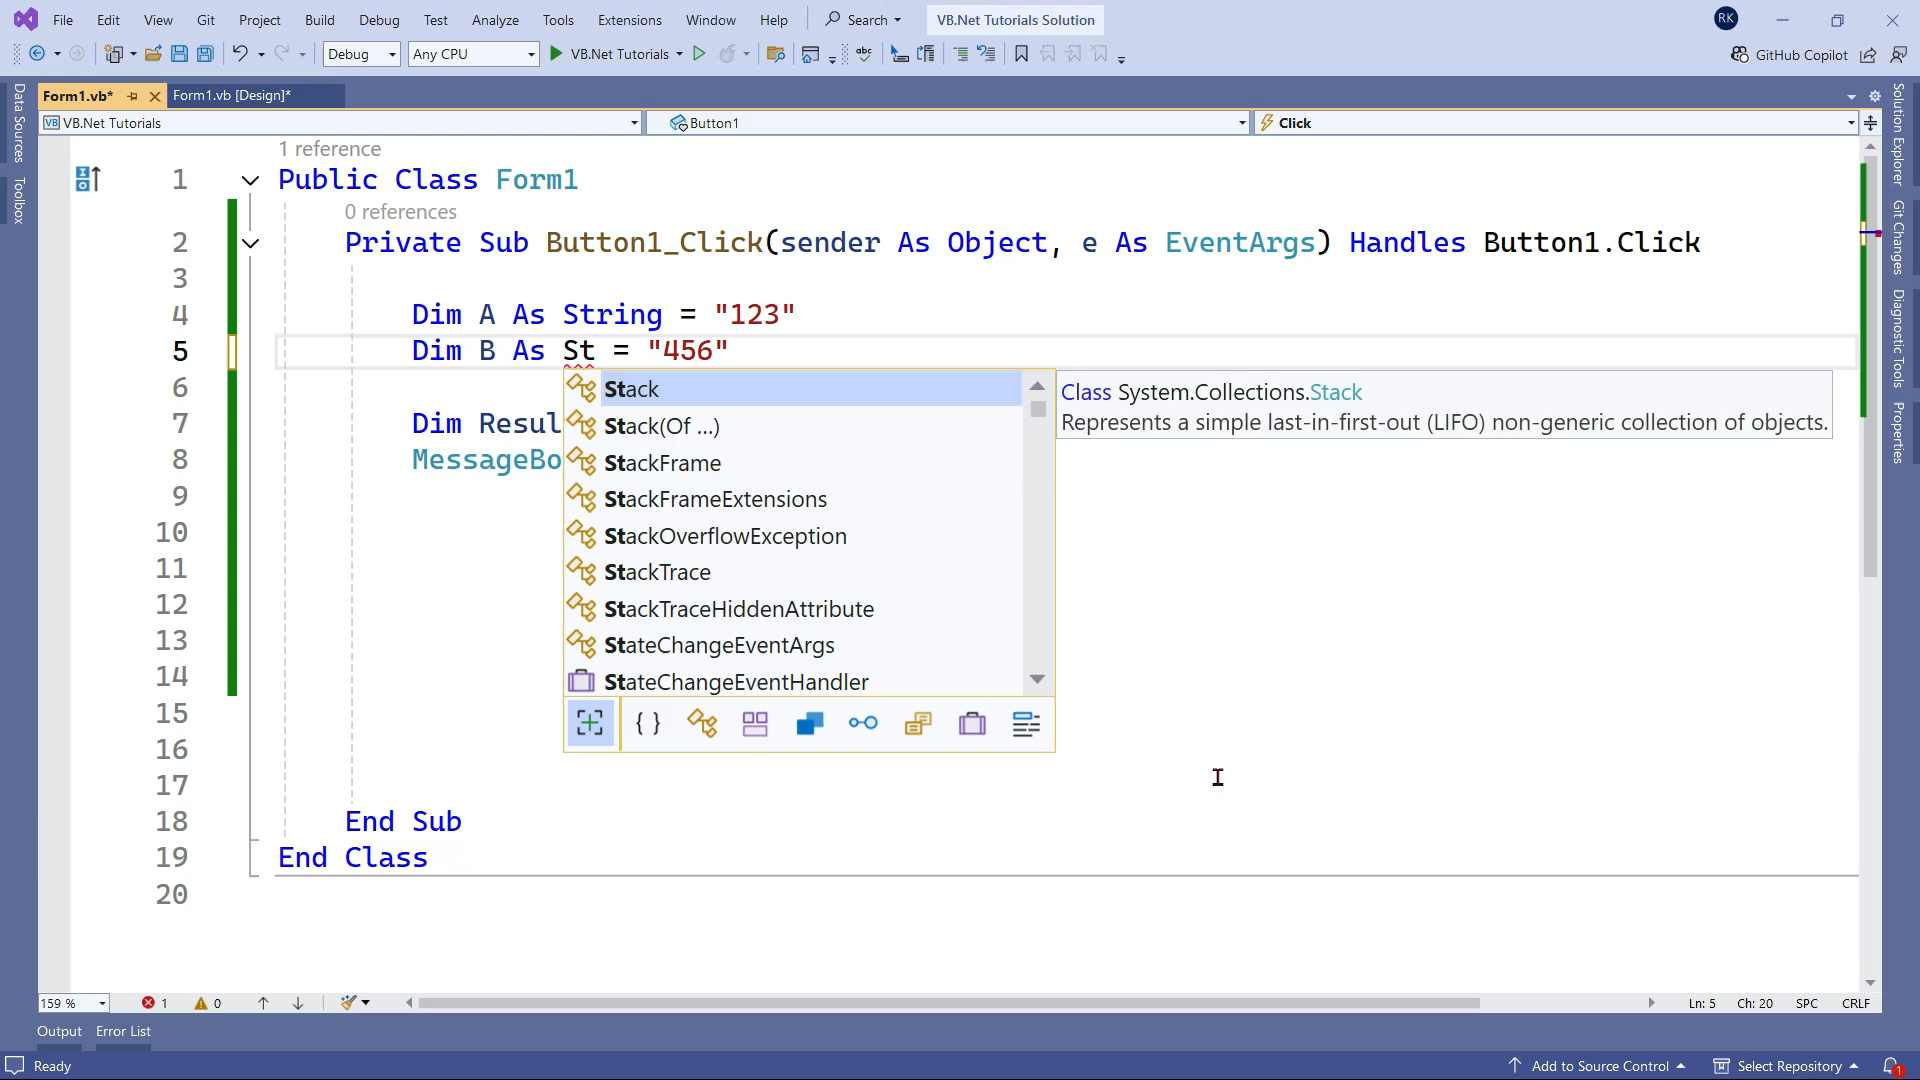 File Edit View Git Project Build Debug Test Analyze Tools Extensions Window Help Search VB.Net Tutorials Solution RK
Debug Any CPU VB.Net Tutorials abc GitHub Copilot
Form1.vb* Form1.vb [Design]*
VB VB.Net Tutorials Button1 Click
Data Sources
Toolbox
Solution Explorer
Git Changes
Diagnostic Tools
Properties
1 reference
1 Public Class Form1
0 references
2 Private Sub Button1_Click(sender As Object, e As EventArgs) Handles Button1.Click
3
4 Dim A As String = "123"
5 Dim B As St = "456"
6
7 Dim Resul
8 MessageBo
9
10
11
12
13
14
15
16
17
18 End Sub
19 End Class
20
Stack
Stack(Of ...)
StackFrame
StackFrameExtensions
StackOverflowException
StackTrace
StackTraceHiddenAttribute
StateChangeEventArgs
StateChangeEventHandler
Class System.Collections.Stack
Represents a simple last-in-first-out (LIFO) non-generic collection of objects.
159 % 1 0 Ln: 5 Ch: 20 SPC CRLF
Output Error List
Ready Add to Source Control Select Repository 1